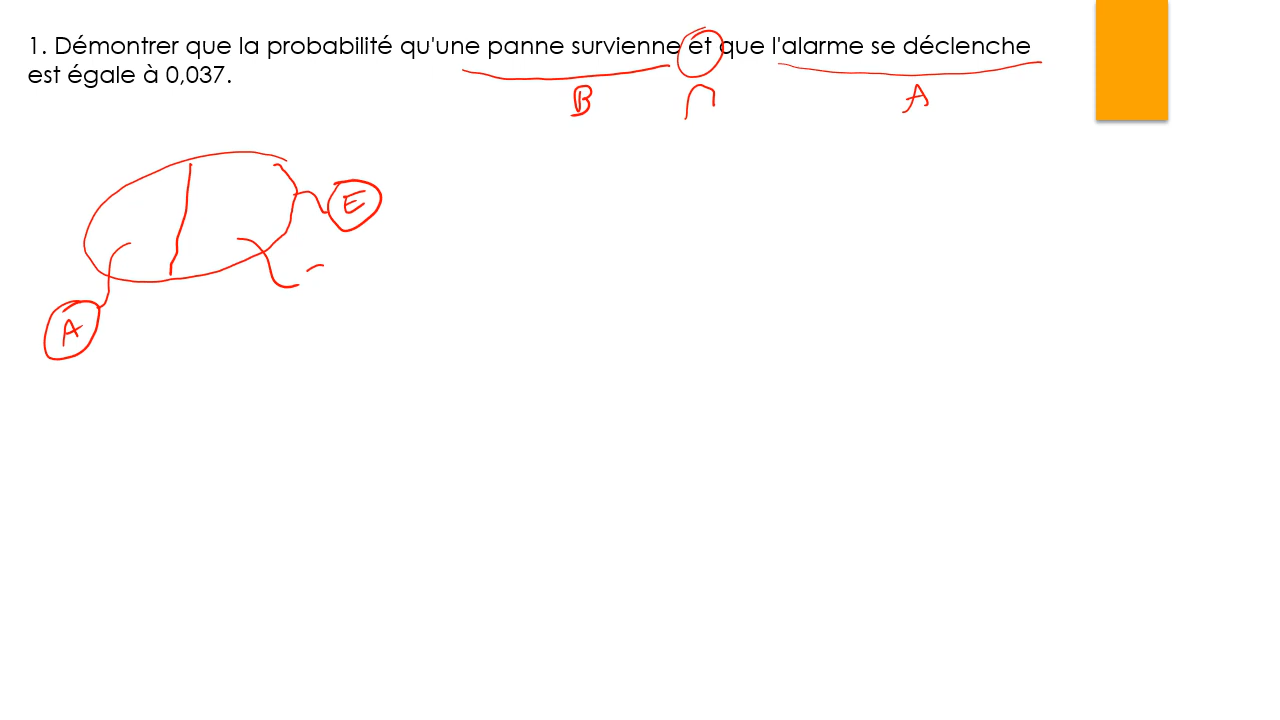 1. Démontrer que la probabilité qu'une panne survienne et que l'alarme se déclenche
est égale à 0,037.
B ∩ A
E
A